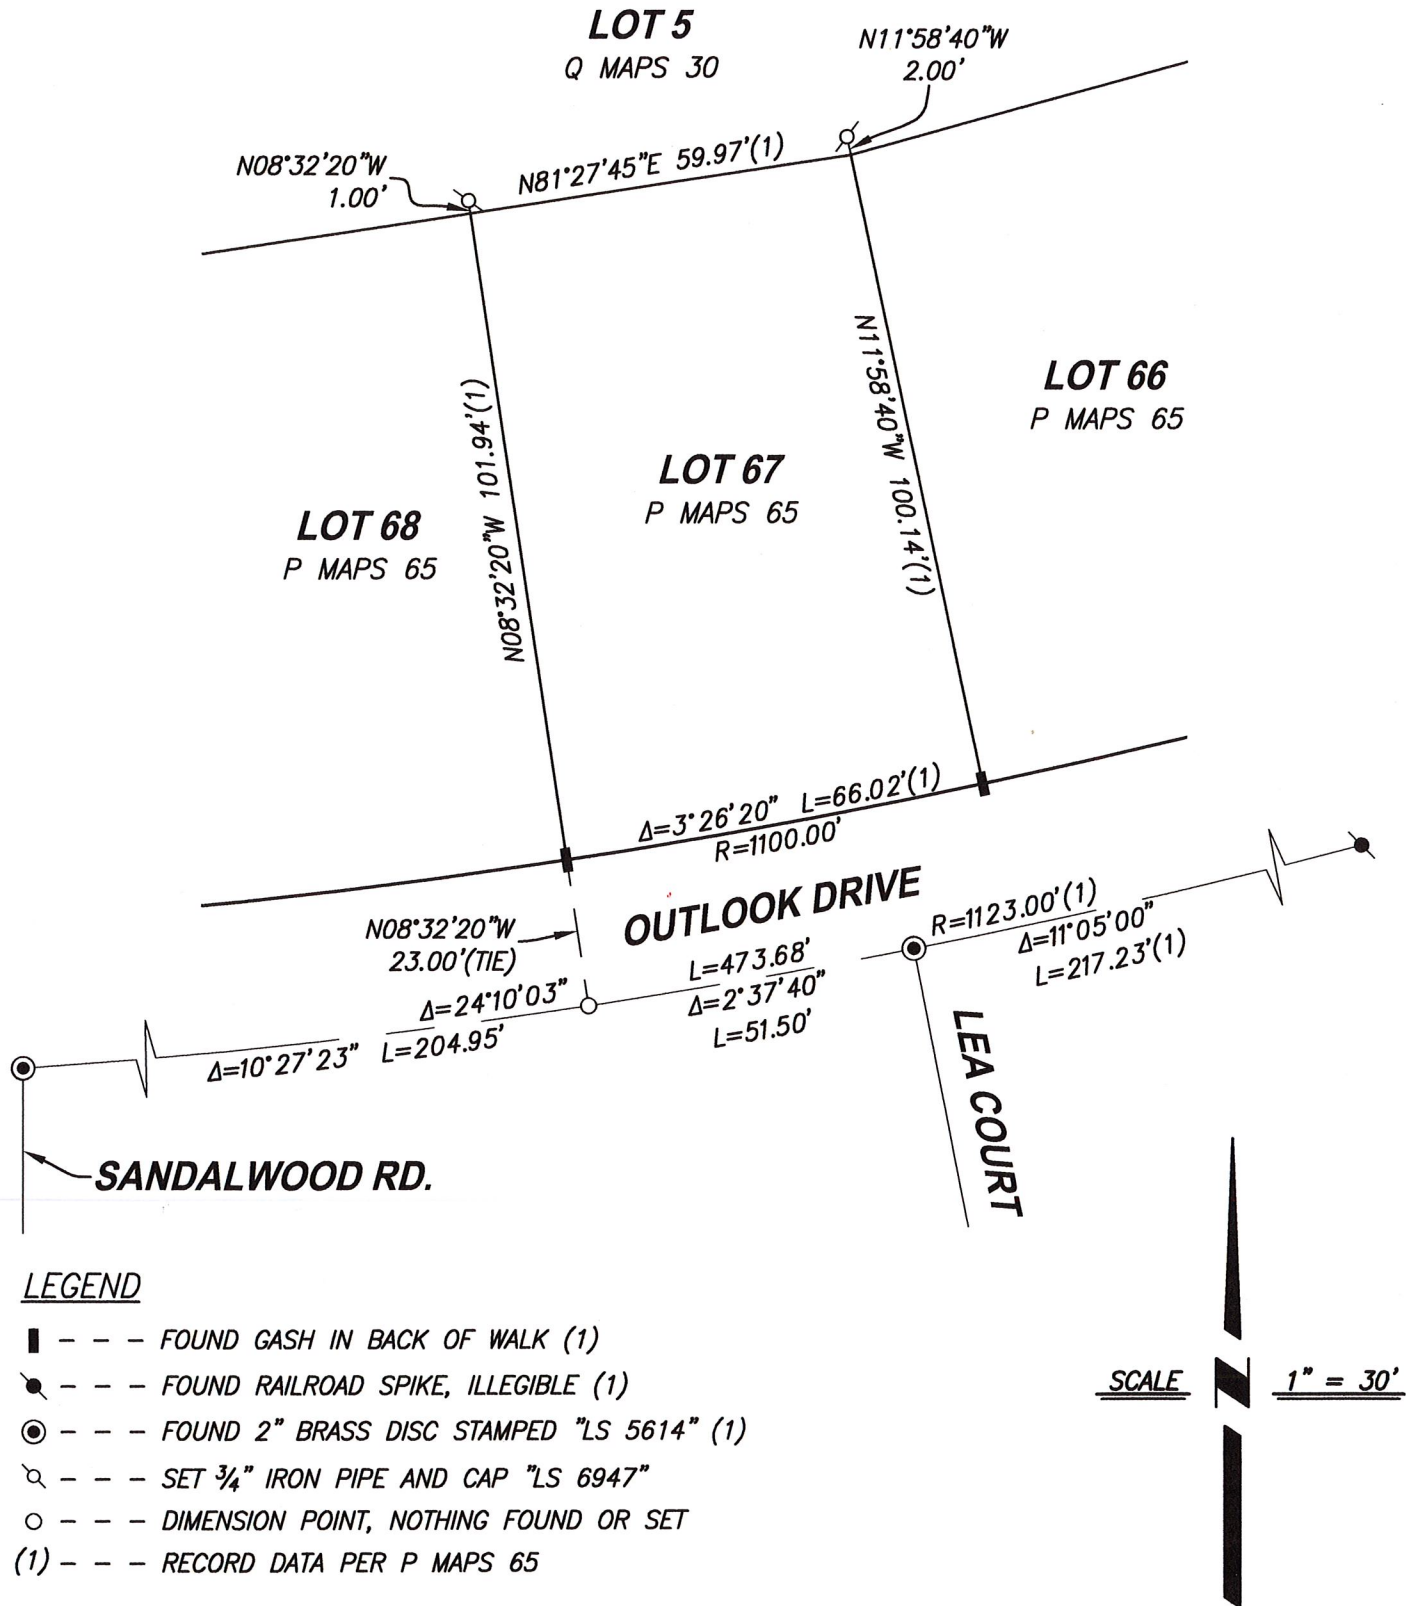 LOT 5
Q MAPS 30
N11°58'40"W
2.00'
N08°32'20"W
1.00'
N81°27'45"E 59.97'(1)
N08°32'20"W 101.94'(1)
N11°58'40"W 100.14'(1)
LOT 66
P MAPS 65
LOT 67
P MAPS 65
LOT 68
P MAPS 65
Δ=3°26'20" L=66.02'(1)
R=1100.00'
OUTLOOK DRIVE
N08°32'20"W
23.00'(TIE)
R=1123.00'(1)
Δ=11°05'00"
L=217.23'(1)
L=473.68'
Δ=2°37'40"
L=51.50'
Δ=24°10'03"
L=204.95'
Δ=10°27'23"
LEA COURT
SANDALWOOD RD.
LEGEND
FOUND GASH IN BACK OF WALK (1)
FOUND RAILROAD SPIKE, ILLEGIBLE (1)
FOUND 2" BRASS DISC STAMPED "LS 5614" (1)
SET 3/4" IRON PIPE AND CAP "LS 6947"
DIMENSION POINT, NOTHING FOUND OR SET
(1) - - - RECORD DATA PER P MAPS 65
SCALE N 1" = 30'